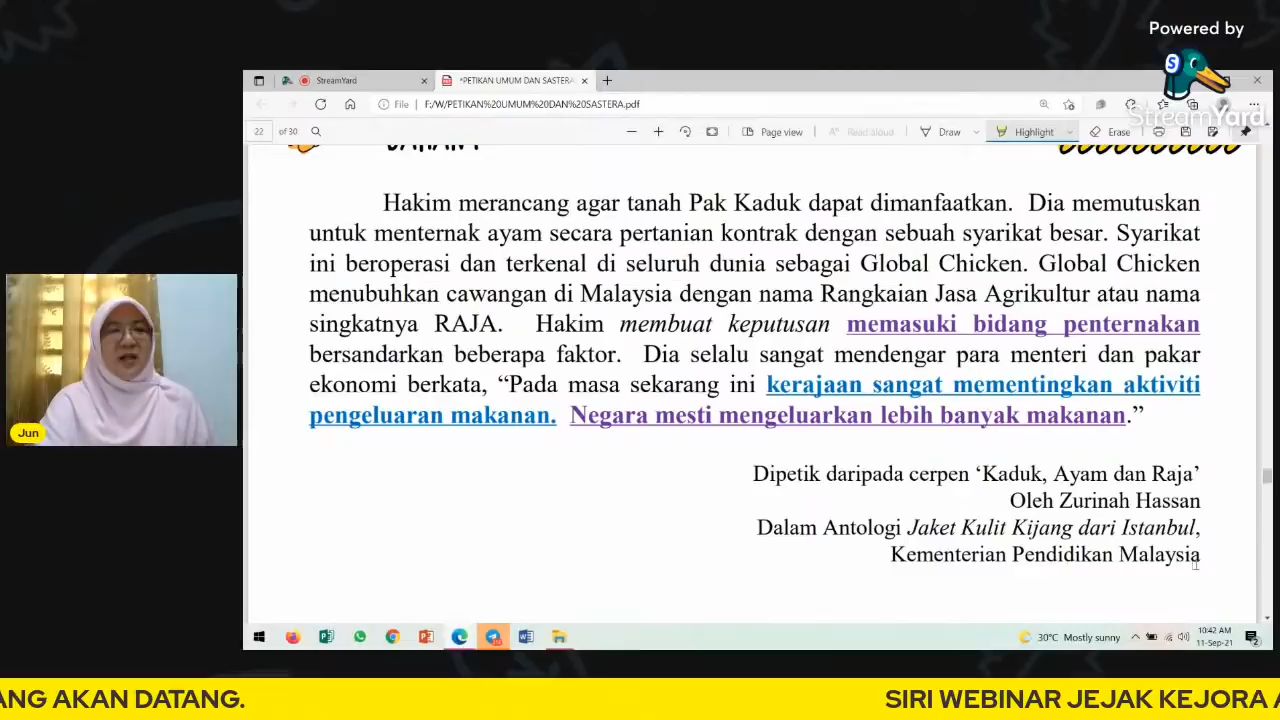 Powered by
StreamYard
StreamYard
*PETIKAN UMUM DAN SASTERA
File
F:/W/PETIKAN%20UMUM%20DAN%20SASTERA.pdf
22 of 30
Page view
Read aloud
Draw
Highlight
Erase
Hakim merancang agar tanah Pak Kaduk dapat dimanfaatkan. Dia memutuskan
untuk menternak ayam secara pertanian kontrak dengan sebuah syarikat besar. Syarikat
ini beroperasi dan terkenal di seluruh dunia sebagai Global Chicken. Global Chicken
menubuhkan cawangan di Malaysia dengan nama Rangkaian Jasa Agrikultur atau nama
singkatnya RAJA. Hakim membuat keputusan memasuki bidang penternakan
bersandarkan beberapa faktor. Dia selalu sangat mendengar para menteri dan pakar
ekonomi berkata, “Pada masa sekarang ini kerajaan sangat mementingkan aktiviti
pengeluaran makanan. Negara mesti mengeluarkan lebih banyak makanan.”
Dipetik daripada cerpen ‘Kaduk, Ayam dan Raja’
Oleh Zurinah Hassan
Dalam Antologi Jaket Kulit Kijang dari Istanbul,
Kementerian Pendidikan Malaysia
Jun
30°C Mostly sunny
10:42 AM
11-Sep-21
ANG AKAN DATANG.
SIRI WEBINAR JEJAK KEJORA